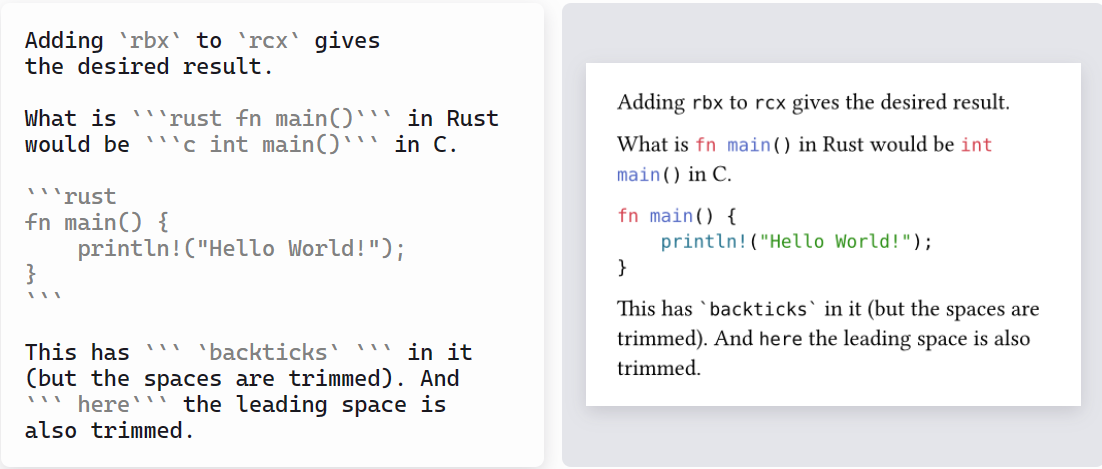 Adding `rbx` to `rcx` gives
the desired result.

What is ```rust fn main()``` in Rust
would be ```c int main()``` in C.

```rust
fn main() {
    println!("Hello World!");
}
```

This has ``` `backticks` ``` in it
(but the spaces are trimmed). And
``` here``` the leading space is
also trimmed.

Adding rbx to rcx gives the desired result.

What is fn main() in Rust would be int
main() in C.

fn main() {
    println!("Hello World!");
}

This has `backticks` in it (but the spaces are
trimmed). And here the leading space is also
trimmed.